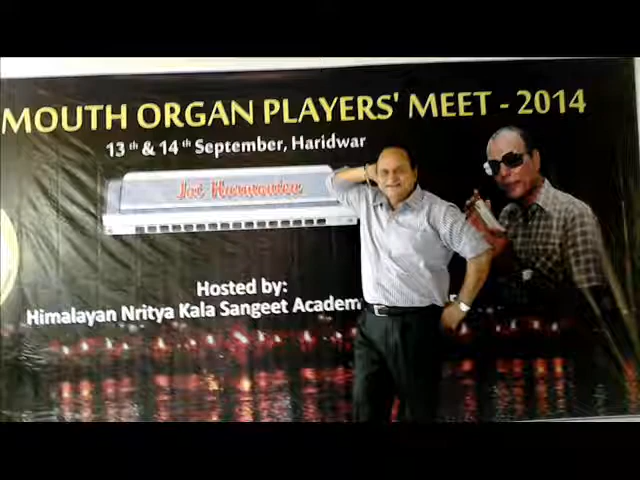 MOUTH ORGAN PLAYERS' MEET - 2014
13th & 14th September, Haridwar
Hosted by:
Himalayan Nritya Kala Sangeet Academ